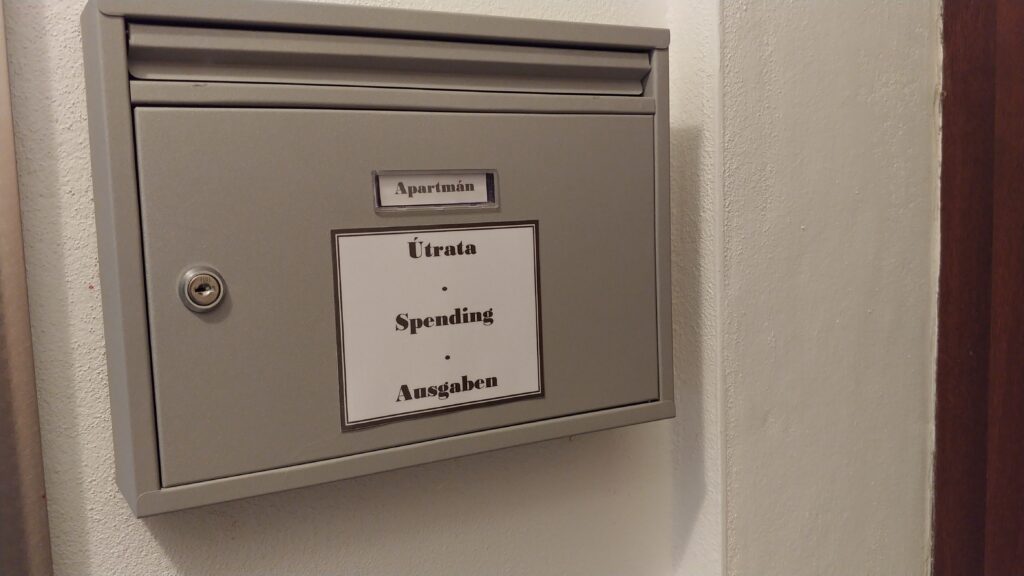 Apartmán
Útrata
•
Spending
•
Ausgaben